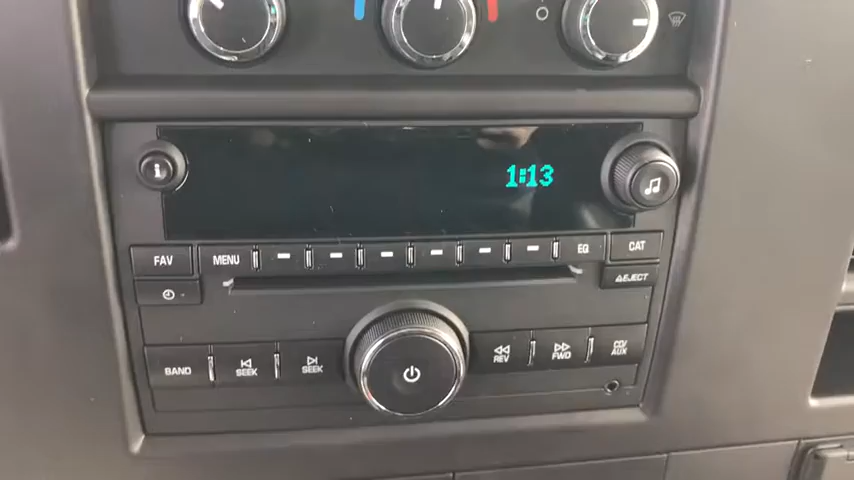 i
1:13
FAV
MENU
EQ
CAT
EJECT
BAND
SEEK
SEEK
REV
FWD
CD/
AUX